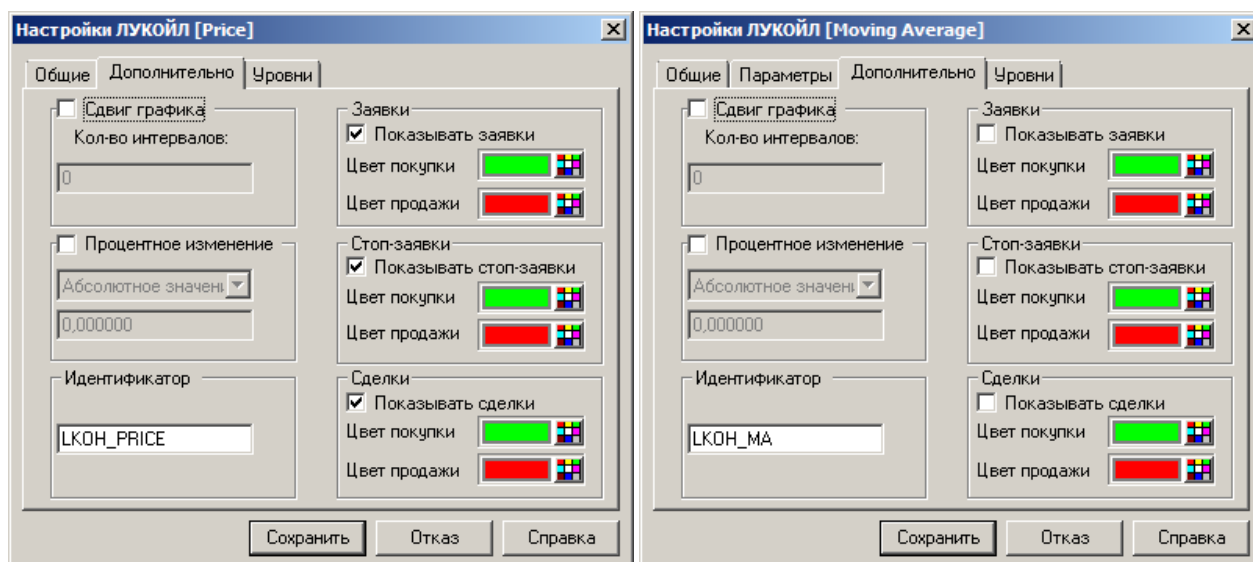 Настройки ЛУКОЙЛ [Price]
Общие Дополнительно Уровни
Сдвиг графика
Кол-во интервалов:
0
Процентное изменение
Абсолютное значени
0,000000
Идентификатор
LKOH_PRICE
Заявки
Показывать заявки
Цвет покупки
Цвет продажи
Стоп-заявки
Показывать стоп-заявки
Цвет покупки
Цвет продажи
Сделки
Показывать сделки
Цвет покупки
Цвет продажи
Сохранить Отказ Справка
Настройки ЛУКОЙЛ [Moving Average]
Общие Параметры Дополнительно Уровни
Сдвиг графика
Кол-во интервалов:
0
Процентное изменение
Абсолютное значени
0,000000
Идентификатор
LKOH_MA
Заявки
Показывать заявки
Цвет покупки
Цвет продажи
Стоп-заявки
Показывать стоп-заявки
Цвет покупки
Цвет продажи
Сделки
Показывать сделки
Цвет покупки
Цвет продажи
Сохранить Отказ Справка